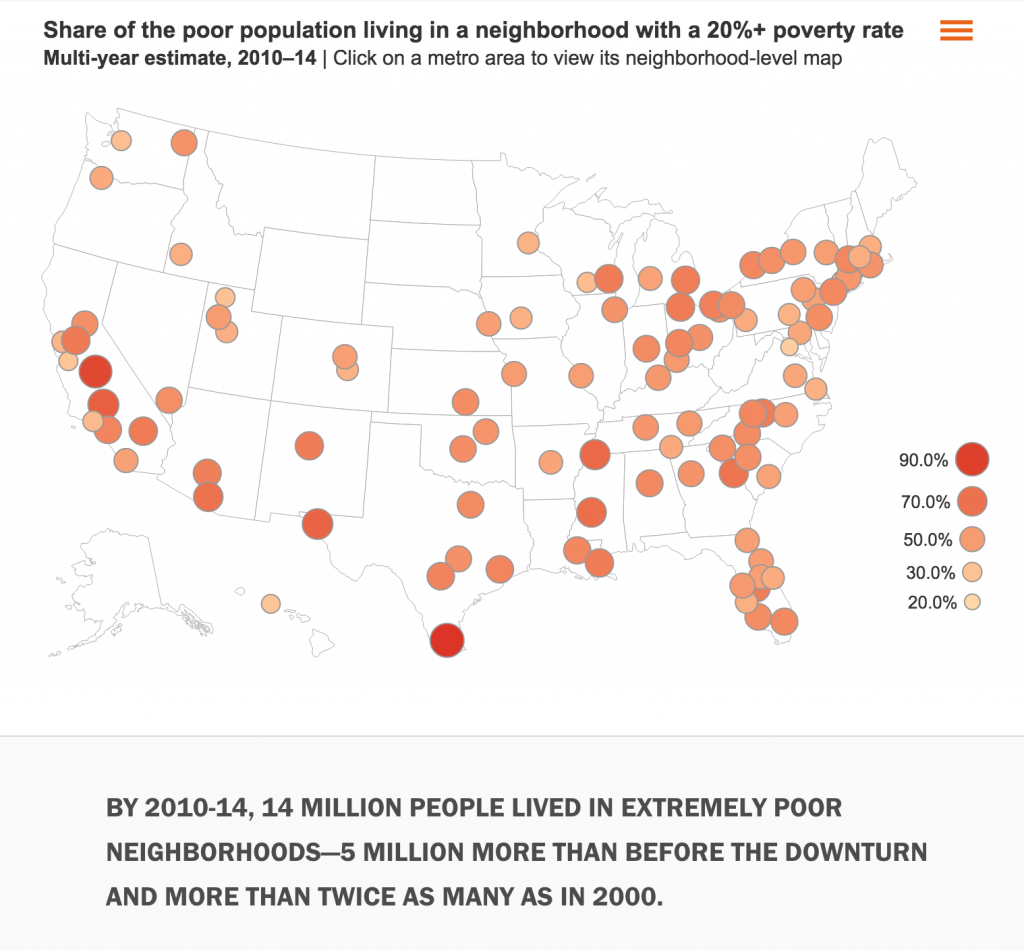 Share of the poor population living in a neighborhood with a 20%+ poverty rate
Multi-year estimate, 2010–14 | Click on a metro area to view its neighborhood-level map
90.0%
70.0%
50.0%
30.0%
20.0%
BY 2010-14, 14 MILLION PEOPLE LIVED IN EXTREMELY POOR
NEIGHBORHOODS—5 MILLION MORE THAN BEFORE THE DOWNTURN
AND MORE THAN TWICE AS MANY AS IN 2000.